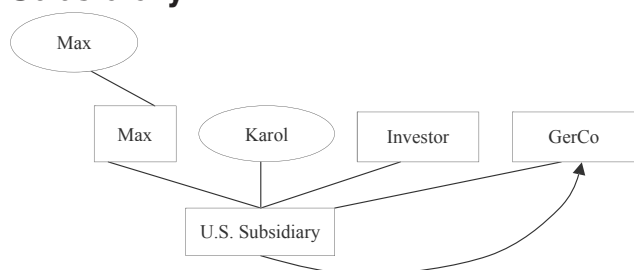 Max
Max
Karol
Investor
GerCo
U.S. Subsidiary